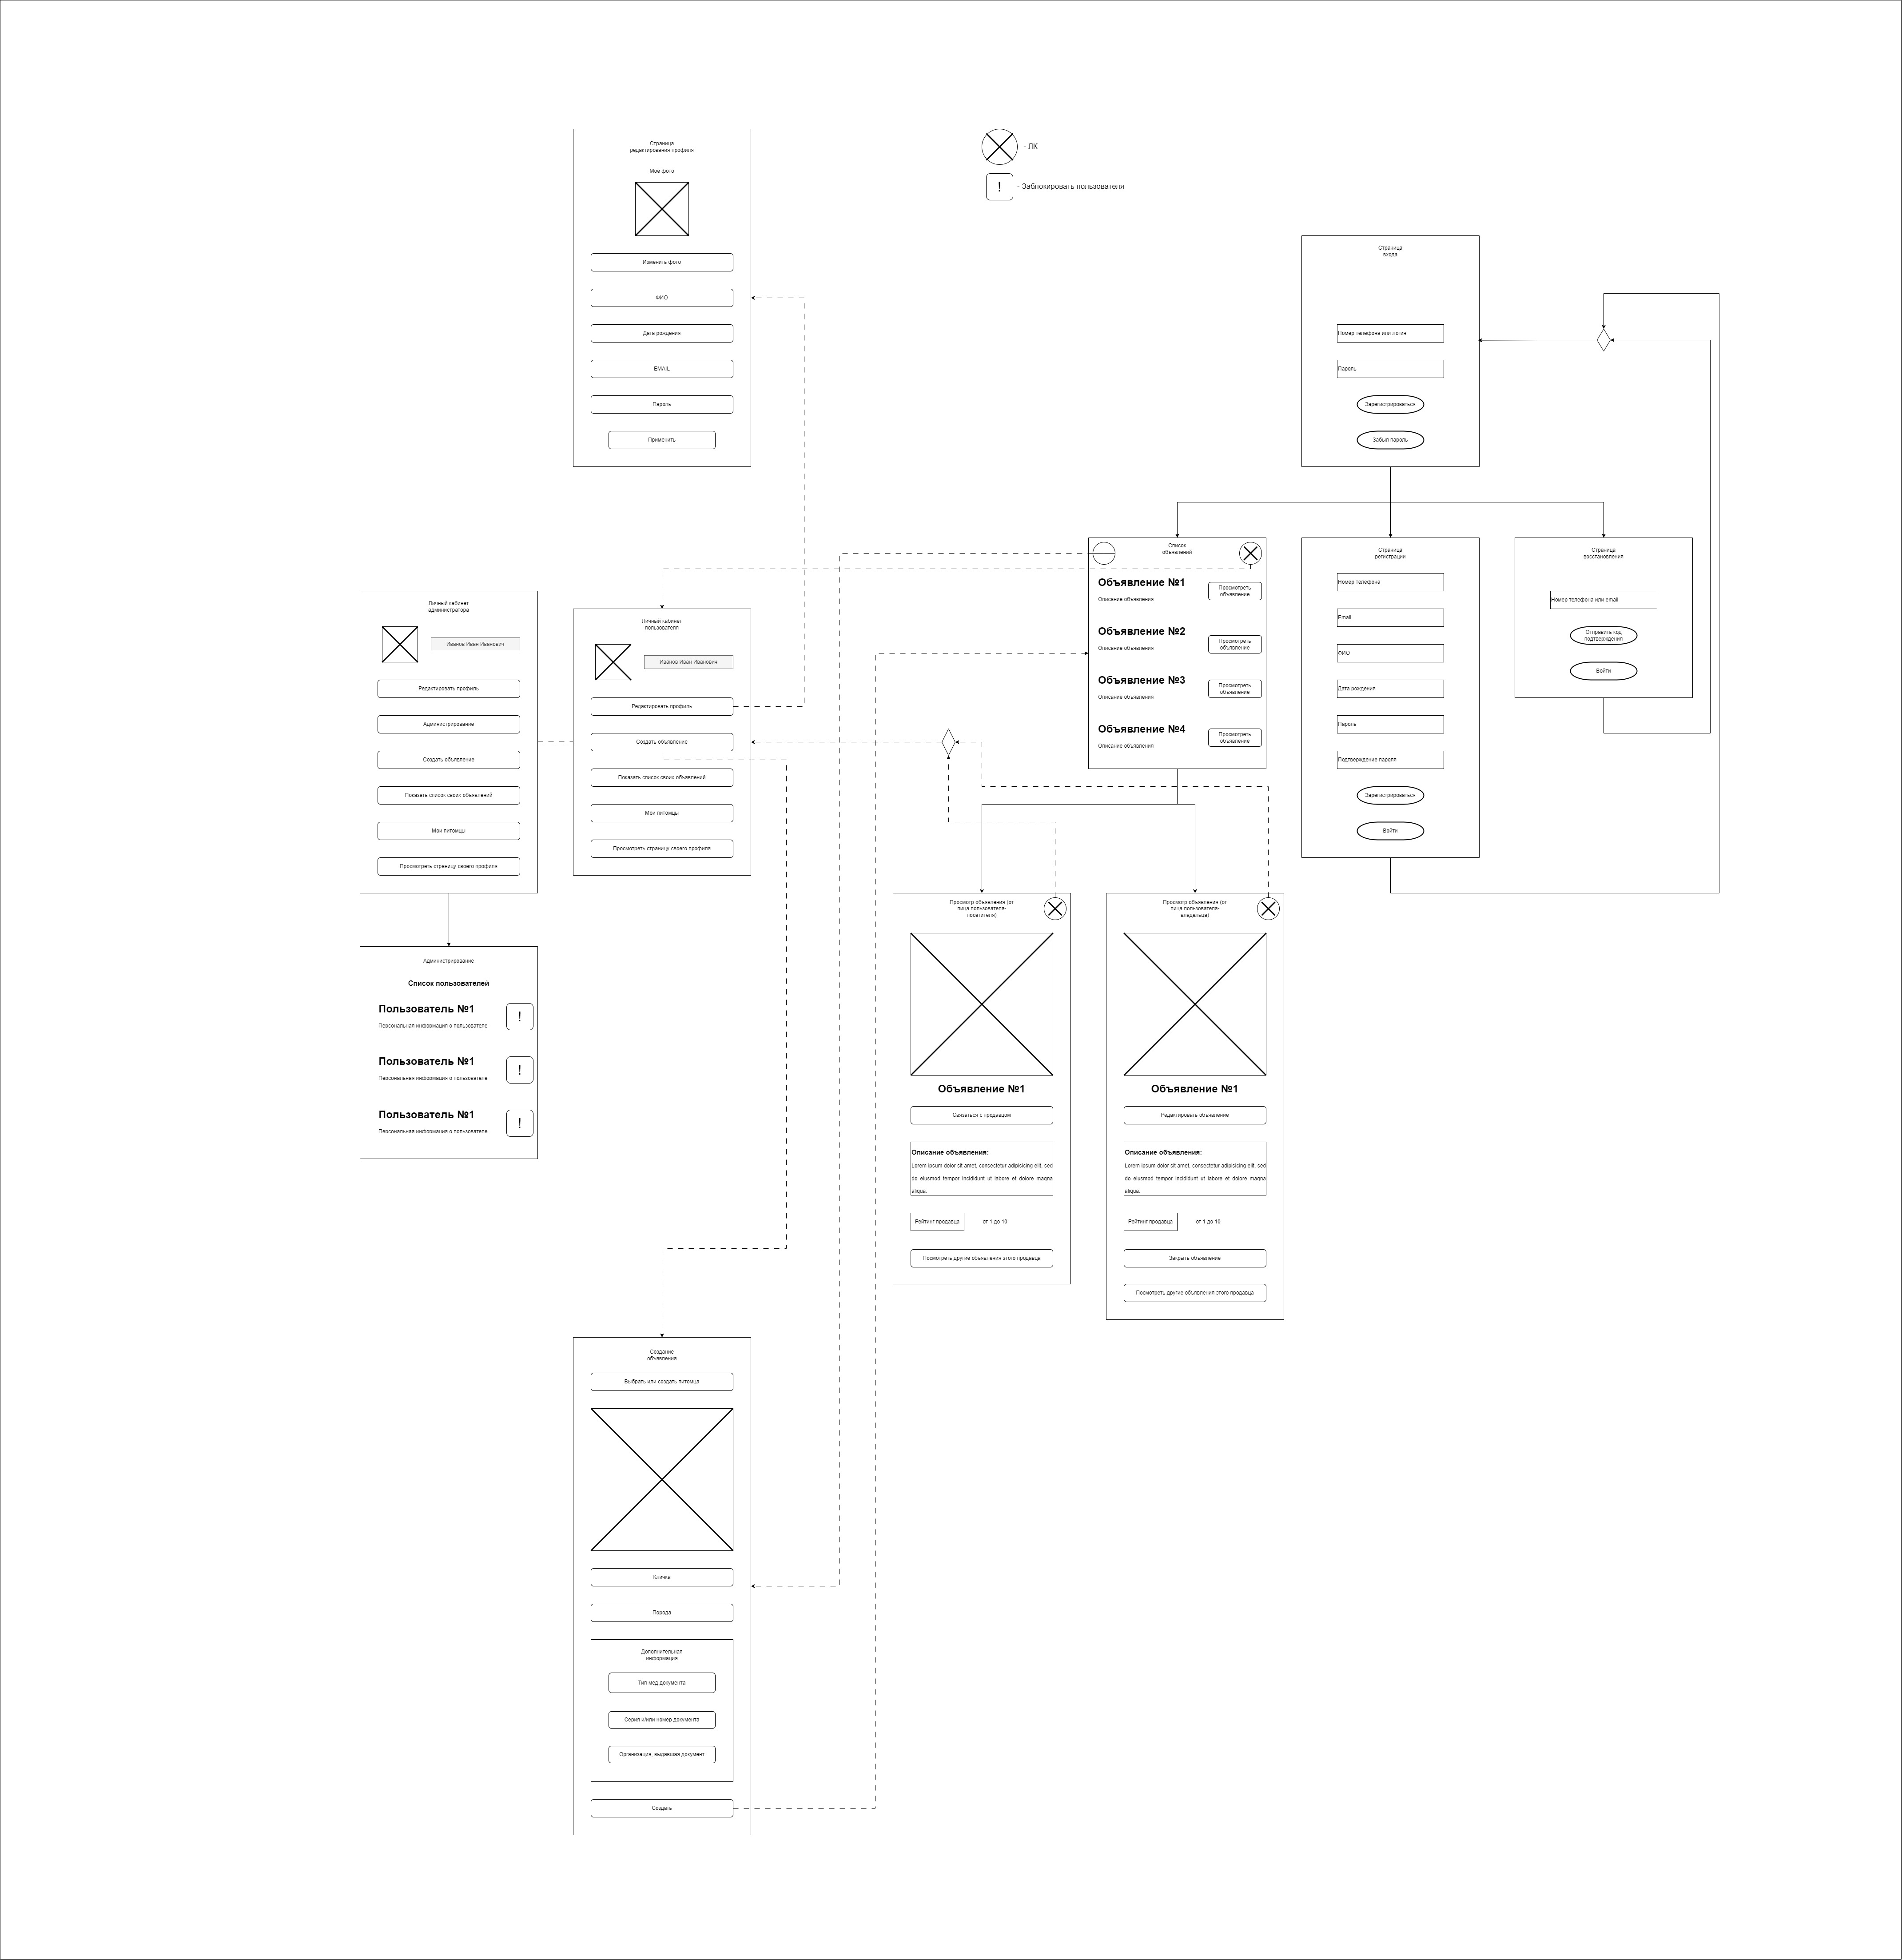 Страница
редактирования профиля
Мое фото
Изменить фото
ФИО
Дата рождения
EMAIL
Пароль
Применить
- ЛК
!
- Заблокировать пользователя
Страница
входа
Номер телефона или логин
Пароль
Зарегистрироваться
Забыл пароль
Список
объявлений
Объявление №1
Описание объявления
Просмотреть
объявление
Объявление №2
Описание объявления
Просмотреть
объявление
Объявление №3
Описание объявления
Просмотреть
объявление
Объявление №4
Описание объявления
Просмотреть
объявление
Страница
регистрации
Номер телефона
Email
ФИО
Дата рождения
Пароль
Подтверждение пароля
Зарегистрироваться
Войти
Страница
восстановления
Номер телефона или email
Отправить код
подтверждения
Войти
Личный кабинет
администратора
Иванов Иван Иванович
Редактировать профиль
Администрирование
Создать объявление
Показать список своих объявлений
Мои питомцы
Просмотреть страницу своего профиля
Личный кабинет
пользователя
Иванов Иван Иванович
Редактировать профиль
Создать объявление
Показать список своих объявлений
Мои питомцы
Просмотреть страницу своего профиля
Администрирование
Список пользователей
Пользователь №1
Персональная информация о пользователе
!
Пользователь №1
Персональная информация о пользователе
!
Пользователь №1
Персональная информация о пользователе
!
Просмотр объявления (от
лица пользователя-
посетителя)
Объявление №1
Связаться с продавцом
Описание объявления:
Lorem ipsum dolor sit amet, consectetur adipisicing elit, sed
do eiusmod tempor incididunt ut labore et dolore magna
aliqua.
Рейтинг продавца
от 1 до 10
Посмотреть другие объявления этого продавца
Просмотр объявления (от
лица пользователя-
владельца)
Объявление №1
Редактировать объявление
Описание объявления:
Lorem ipsum dolor sit amet, consectetur adipisicing elit, sed
do eiusmod tempor incididunt ut labore et dolore magna
aliqua.
Рейтинг продавца
от 1 до 10
Закрыть объявление
Посмотреть другие объявления этого продавца
Создание
объявления
Выбрать или создать питомца
Кличка
Порода
Дополнительная
информация
Тип мед документа
Серия и/или номер документа
Организация, выдавшая документ
Создать